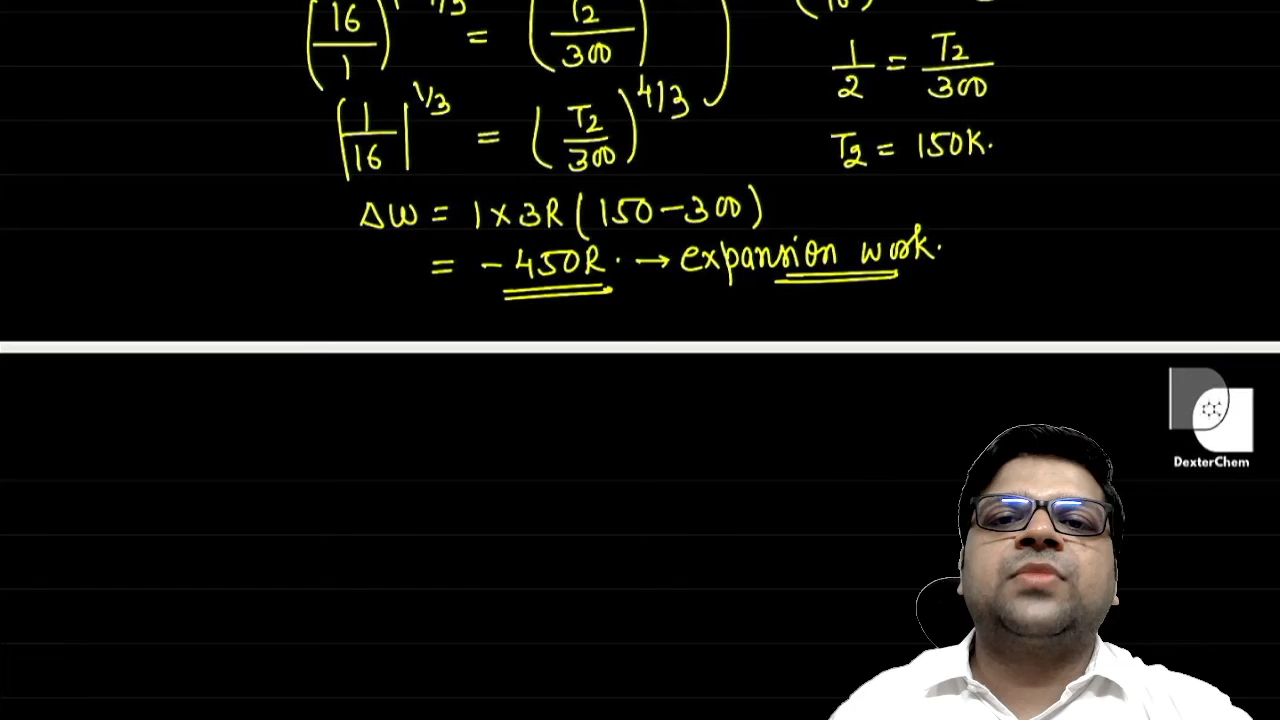 (16/1)^1-4/3 = (T2/300)
1/2 = T2/300
|1/16|^1/3 = (T2/300)^4/3
T2 = 150K.
ΔW = 1 × 3R (150 - 300)
= - 450R. → expansion work.
DexterChem